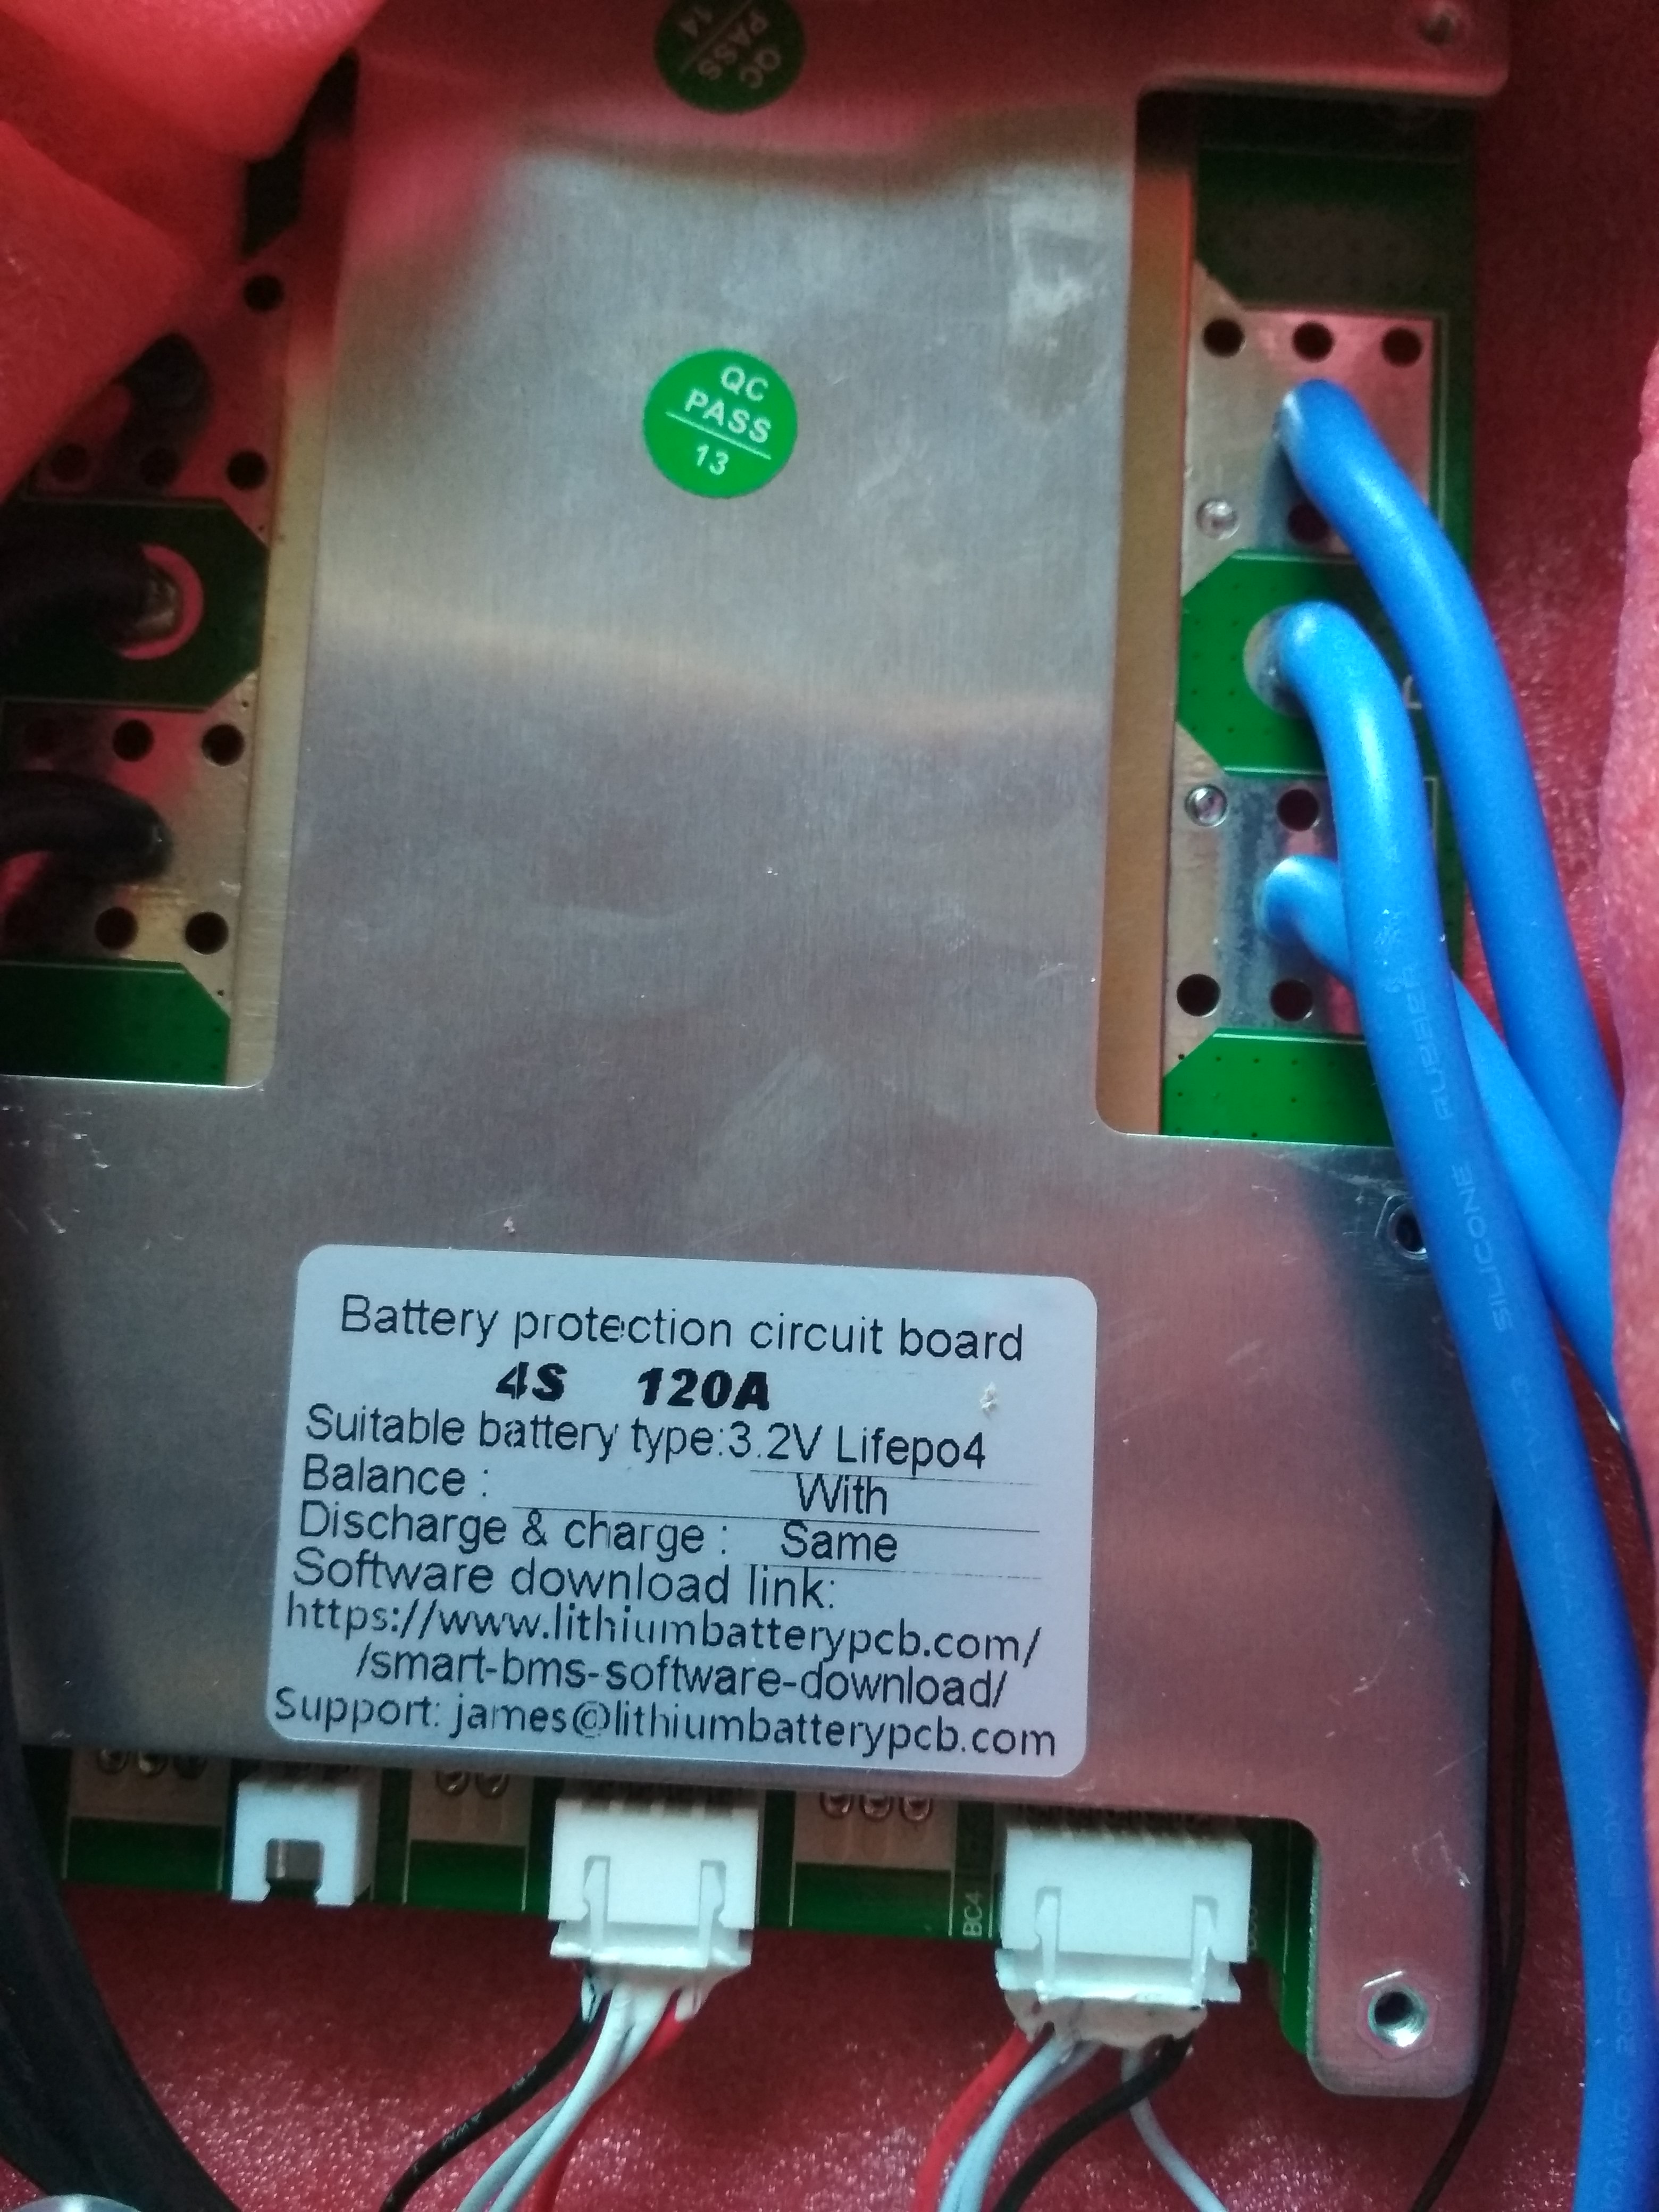 QC
PASS
14
QC
PASS
13
Battery protection circuit board
4S 120A
Suitable battery type:3.2V Lifepo4
Balance : With
Discharge & charge : Same
Software download link:
https://www.lithiumbatterypcb.com/
/smart-bms-software-download/
Support: james@lithiumbatterypcb.com
SILICONE RUBBER
BC4